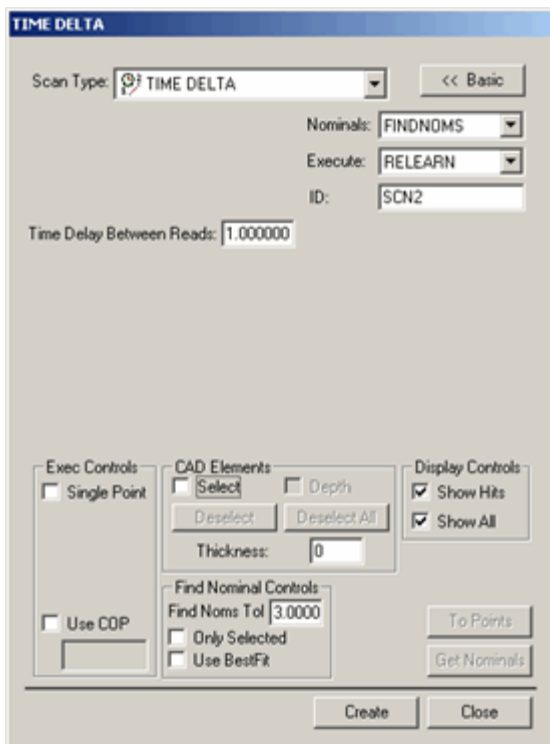 TIME DELTA
Scan Type: TIME DELTA << Basic
Nominals: FINDNOMS
Execute: RELEARN
ID: SCN2
Time Delay Between Reads: 1.000000
Exec Controls CAD Elements Display Controls
Single Point Select Depth Show Hits
Deselect Deselect All Show All
Thickness: 0
Find Nominal Controls
Find Noms Tol 3.0000
Use COP Only Selected To Points
Use BestFit Get Nominals
Create Close